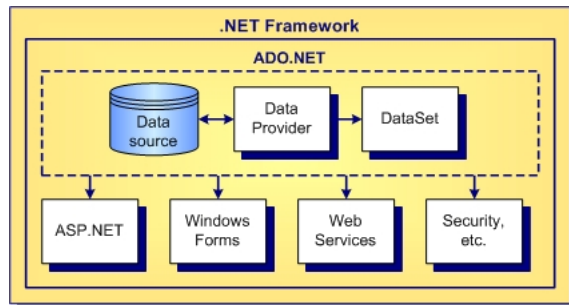 .NET Framework
ADO.NET
Data
source
Data
Provider
DataSet
ASP.NET
Windows
Forms
Web
Services
Security,
etc.